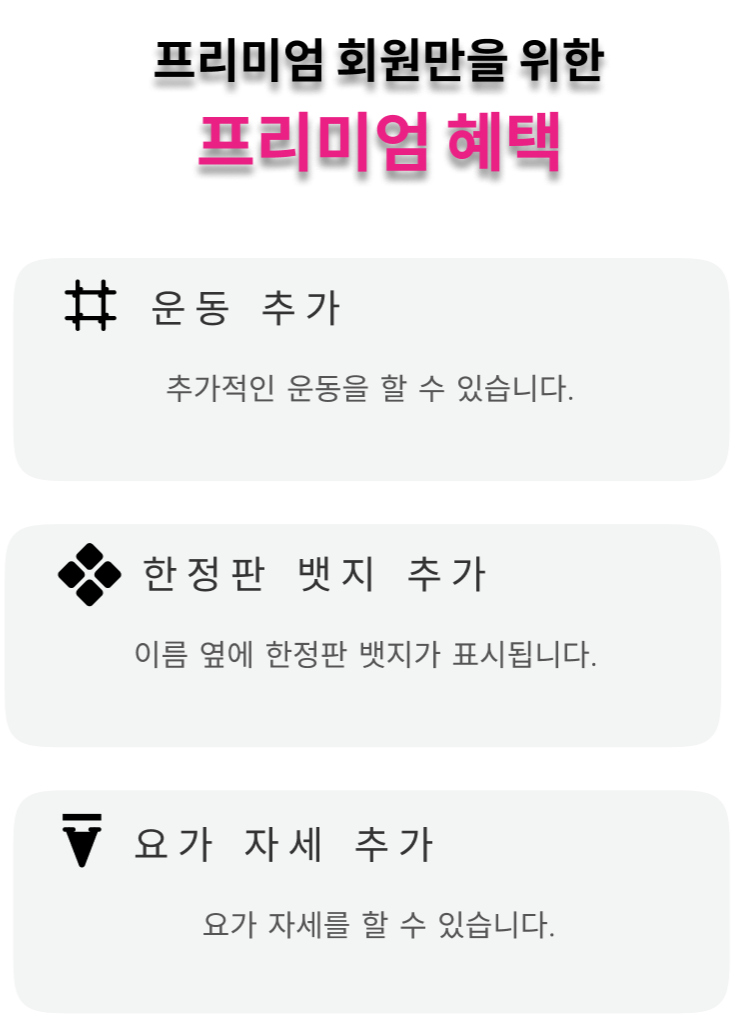 프리미엄 회원만을 위한
프리미엄 혜택
운동 추가
추가적인 운동을 할 수 있습니다.
한정판 뱃지 추가
이름 옆에 한정판 뱃지가 표시됩니다.
요가 자세 추가
요가 자세를 할 수 있습니다.